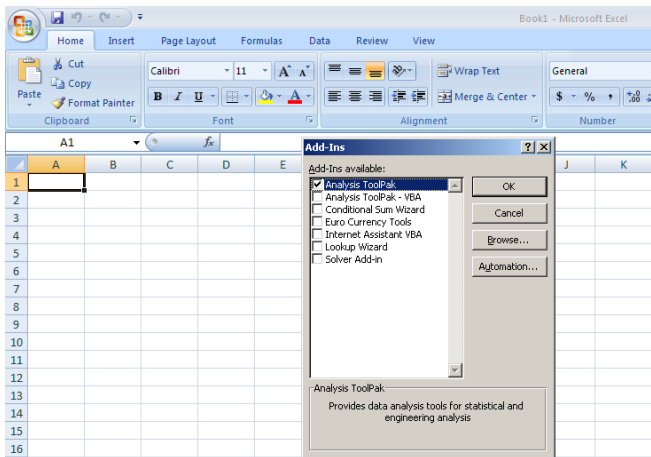 Book1 - Microsoft Excel
Home Insert Page Layout Formulas Data Review View
Paste
Cut
Copy
Format Painter
Clipboard
Calibri 11 A A
B I U A
Font
Wrap Text
Merge & Center
Alignment
General
$ % ,
Number
A1 fx
A B C D E J K
1
2
3
4
5
6
7
8
9
10
11
12
13
14
15
16
Add-Ins
Add-Ins available:
Analysis ToolPak
Analysis ToolPak - VBA
Conditional Sum Wizard
Euro Currency Tools
Internet Assistant VBA
Lookup Wizard
Solver Add-in
OK
Cancel
Browse...
Automation...
Analysis ToolPak
Provides data analysis tools for statistical and
engineering analysis